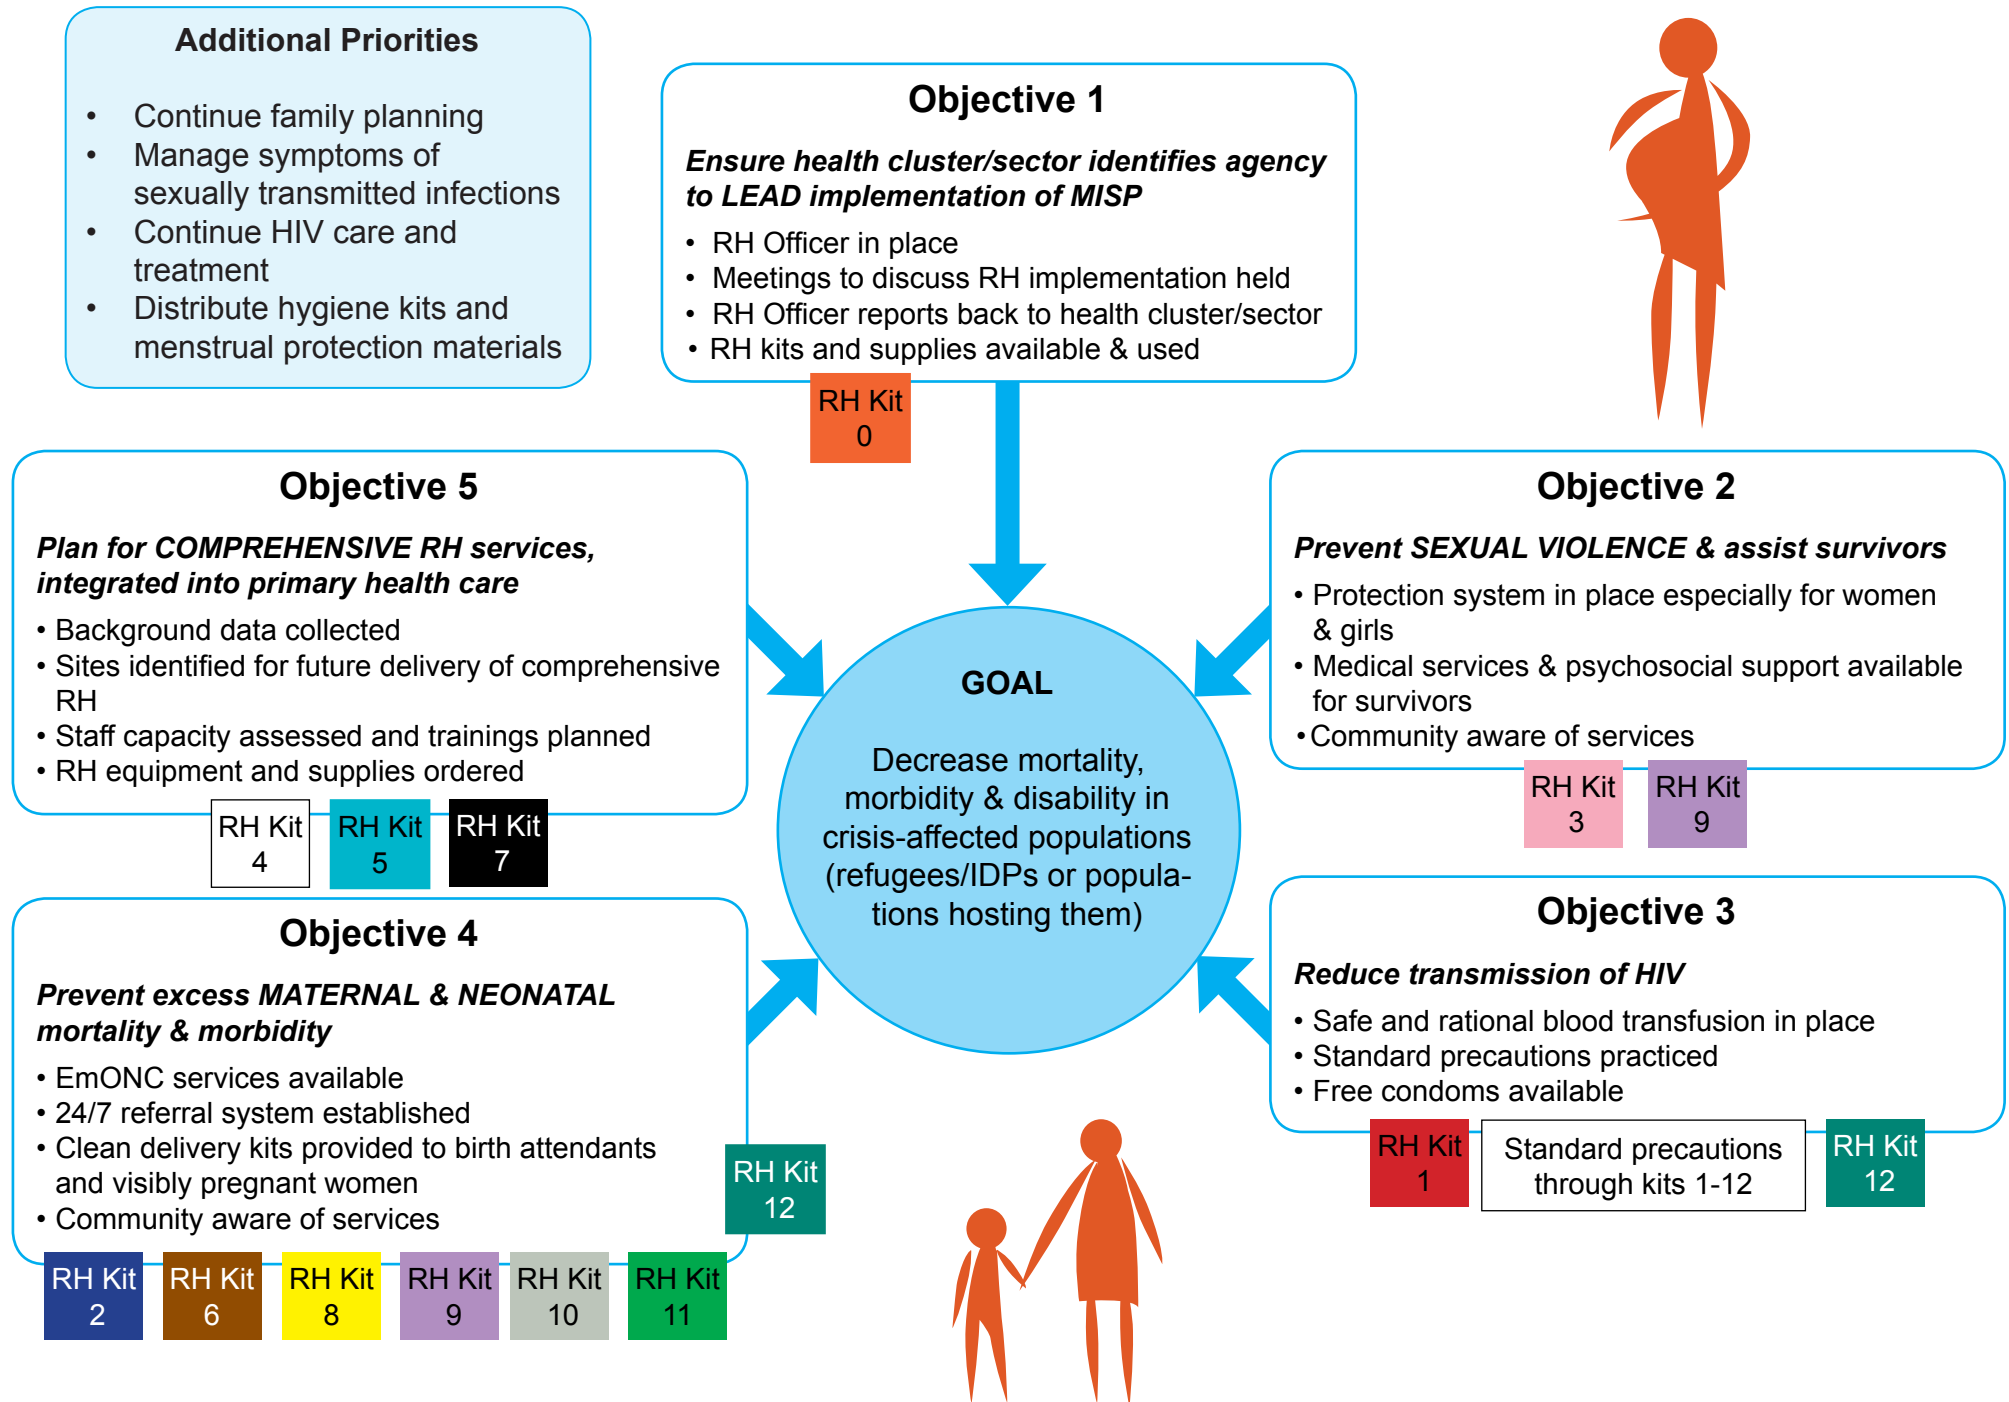 Additional Priorities
• Continue family planning
• Manage symptoms of
sexually transmitted infections
• Continue HIV care and
treatment
• Distribute hygiene kits and
menstrual protection materials
Objective 1
Ensure health cluster/sector identifies agency
to LEAD implementation of MISP
• RH Officer in place
• Meetings to discuss RH implementation held
• RH Officer reports back to health cluster/sector
• RH kits and supplies available & used
RH Kit
0
Objective 5
Plan for COMPREHENSIVE RH services,
integrated into primary health care
• Background data collected
• Sites identified for future delivery of comprehensive
RH
• Staff capacity assessed and trainings planned
• RH equipment and supplies ordered
RH Kit
4
RH Kit
5
RH Kit
7
GOAL
Decrease mortality,
morbidity & disability in
crisis-affected populations
(refugees/IDPs or popula-
tions hosting them)
Objective 2
Prevent SEXUAL VIOLENCE & assist survivors
• Protection system in place especially for women
& girls
• Medical services & psychosocial support available
for survivors
• Community aware of services
RH Kit
3
RH Kit
9
Objective 4
Prevent excess MATERNAL & NEONATAL
mortality & morbidity
• EmONC services available
• 24/7 referral system established
• Clean delivery kits provided to birth attendants
and visibly pregnant women
• Community aware of services
RH Kit
12
RH Kit
2
RH Kit
6
RH Kit
8
RH Kit
9
RH Kit
10
RH Kit
11
Objective 3
Reduce transmission of HIV
• Safe and rational blood transfusion in place
• Standard precautions practiced
• Free condoms available
RH Kit
1
Standard precautions
through kits 1-12
RH Kit
12